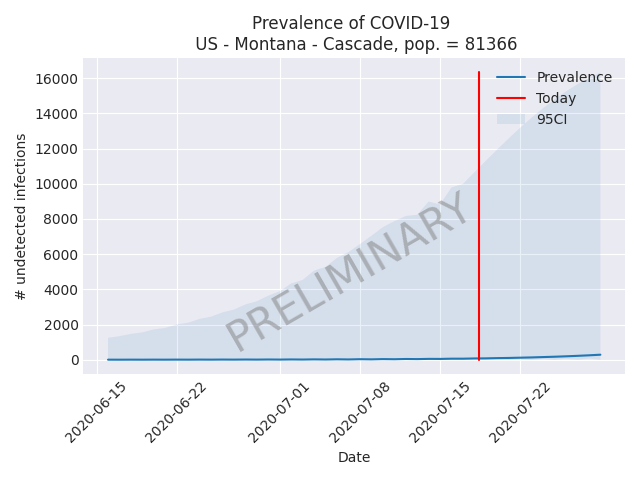 Prevalence of COVID-19
US - Montana - Cascade, pop. = 81366
Prevalence
Today
95CI
16000
14000
12000
10000
8000
6000
4000
2000
0
# undetected infections
PRELIMINARY
2020-06-15
2020-06-22
2020-07-01
2020-07-08
2020-07-15
2020-07-22
Date